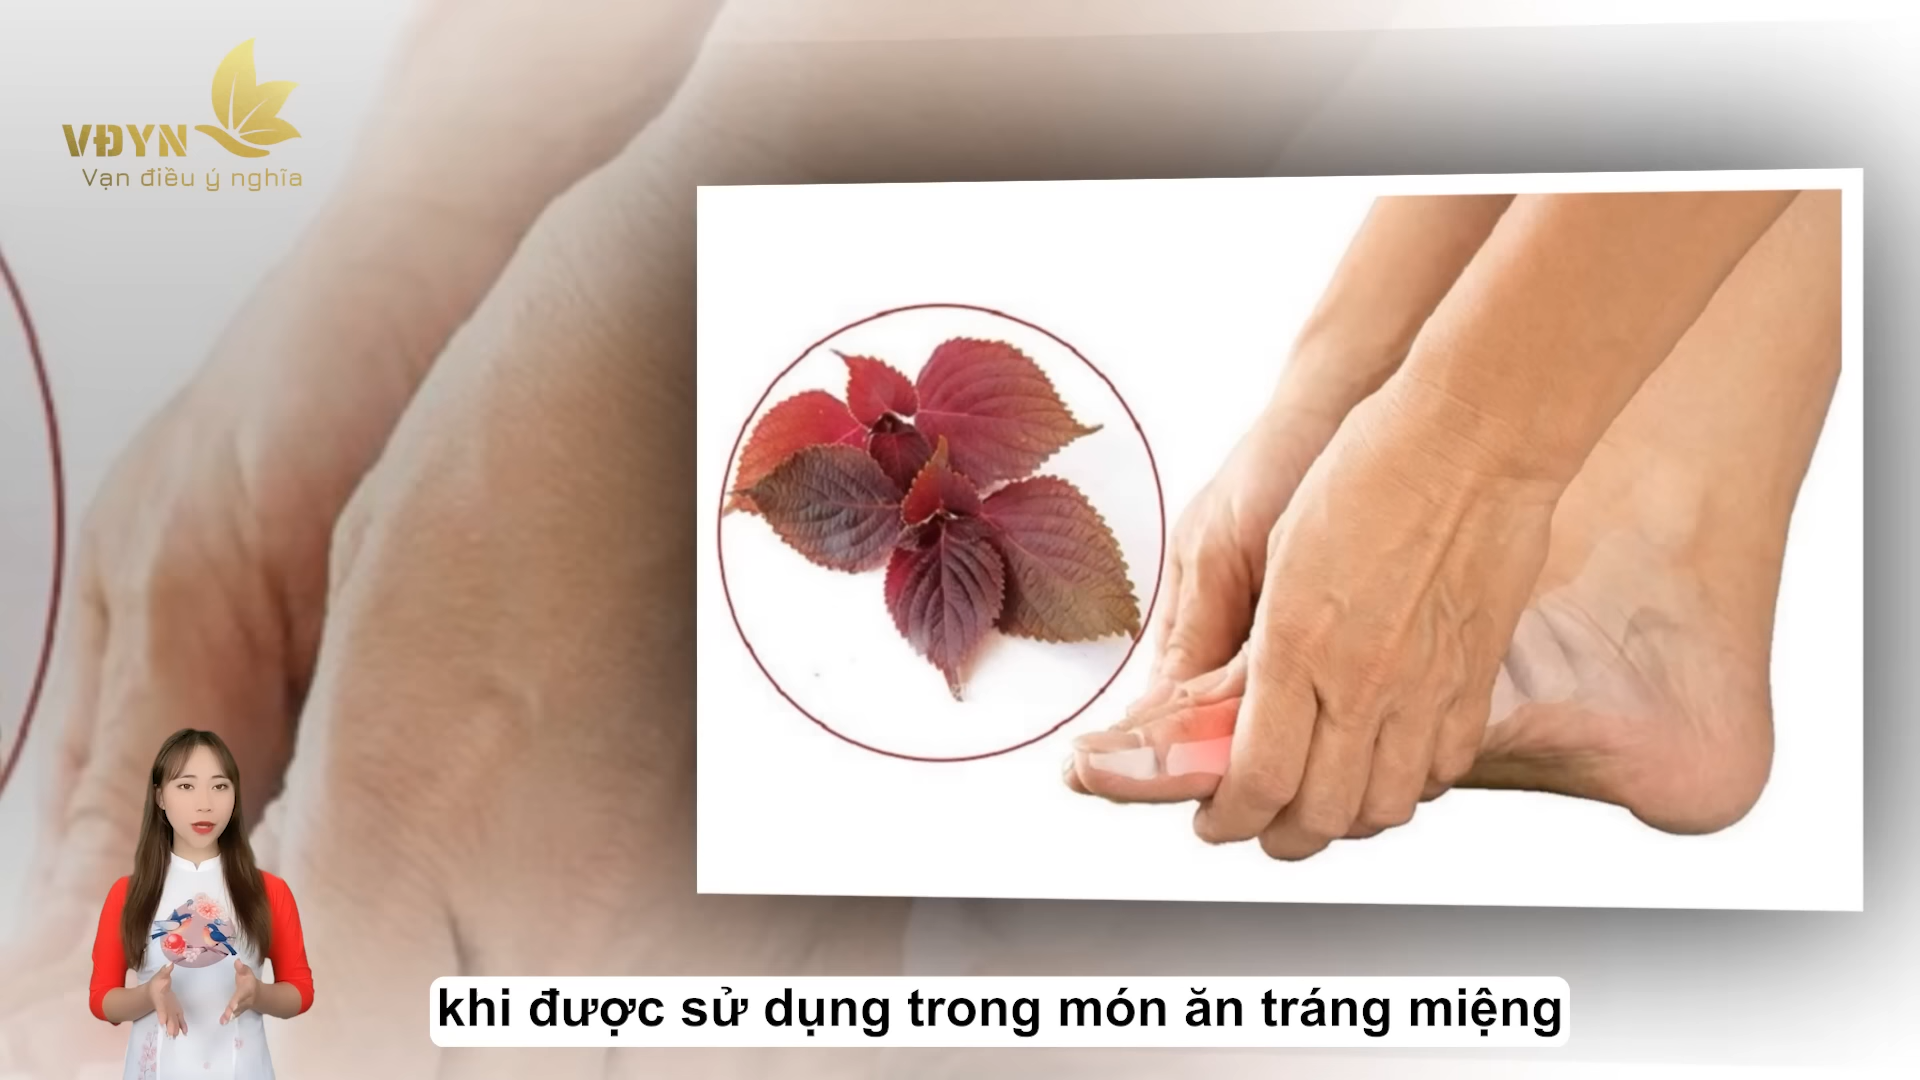 VĐYN
Vạn điều ý nghĩa
khi được sử dụng trong món ăn tráng miệng